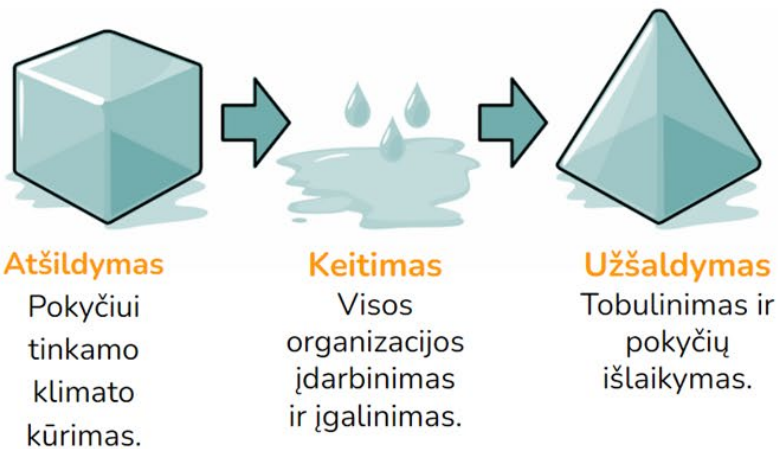 Atšildymas
Pokyčiui
tinkamo
klimato
kūrimas.
Keitimas
Visos
organizacijos
įdarbinimas
ir įgalinimas.
Užšaldymas
Tobulinimas ir
pokyčių
išlaikymas.